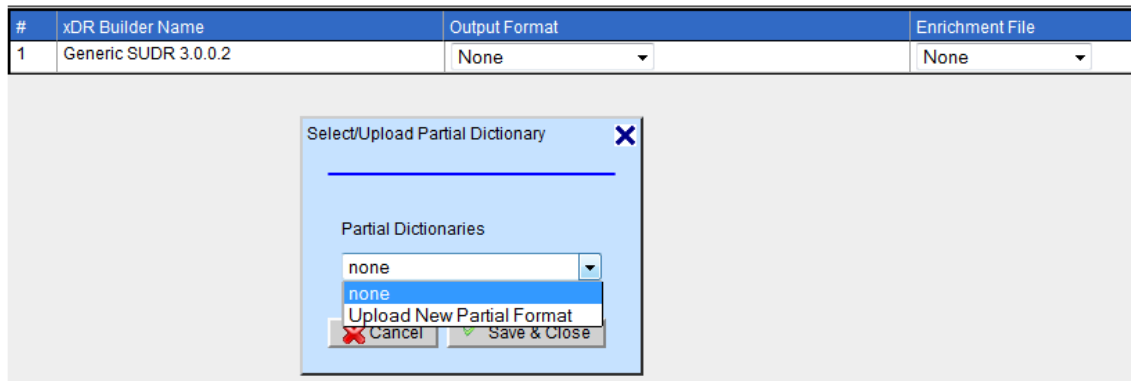 # xDR Builder Name Output Format Enrichment File
1 Generic SUDR 3.0.0.2 None None
Select/Upload Partial Dictionary
Partial Dictionaries
none
none
Upload New Partial Format
Cancel Save & Close